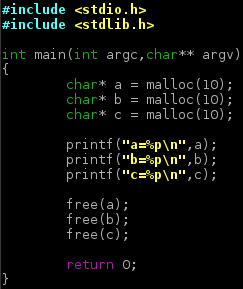 #include <stdio.h>
#include <stdlib.h>

int main(int argc,char** argv)
{
        char* a = malloc(10);
        char* b = malloc(10);
        char* c = malloc(10);

        printf("a=%p\n",a);
        printf("b=%p\n",b);
        printf("c=%p\n",c);

        free(a);
        free(b);
        free(c);

        return 0;
}